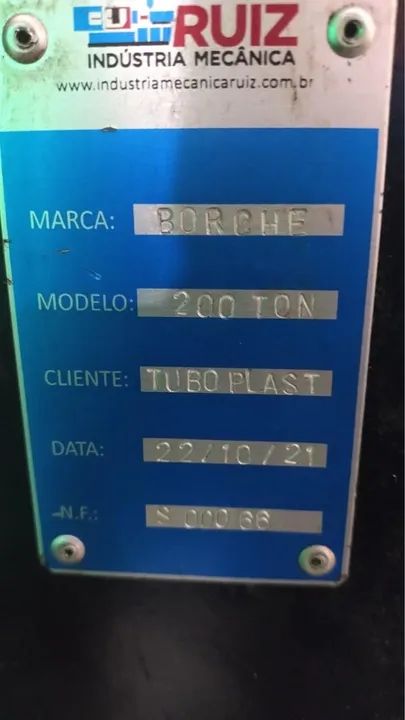 RUIZ
INDÚSTRIA MECÂNICA
www.industriamecanicaruiz.com.br
MARCA: BORCHE
MODELO: 200 TON
CLIENTE: TUBO PLAST
DATA: 22/10/21
N.F.: S 000 66